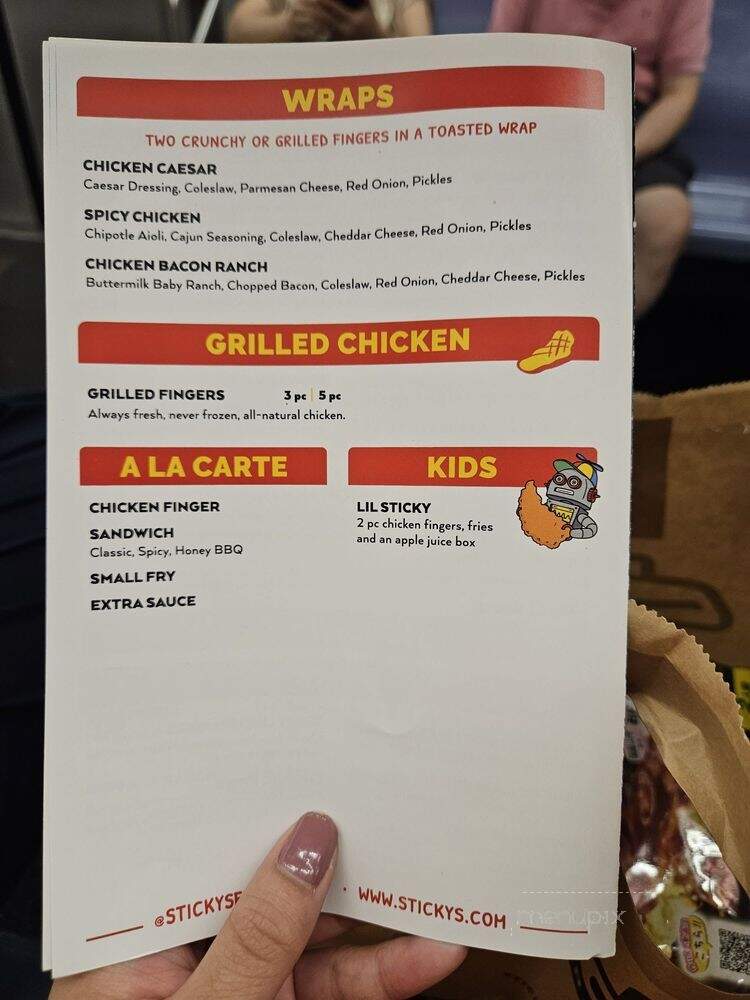 WRAPS
TWO CRUNCHY OR GRILLED FINGERS IN A TOASTED WRAP
CHICKEN CAESAR
Caesar Dressing, Coleslaw, Parmesan Cheese, Red Onion, Pickles
SPICY CHICKEN
Chipotle Aioli, Cajun Seasoning, Coleslaw, Cheddar Cheese, Red Onion, Pickles
CHICKEN BACON RANCH
Buttermilk Baby Ranch, Chopped Bacon, Coleslaw, Red Onion, Cheddar Cheese, Pickles
GRILLED CHICKEN
GRILLED FINGERS 3 pc | 5 pc
Always fresh, never frozen, all-natural chicken.
A LA CARTE
CHICKEN FINGER
SANDWICH
Classic, Spicy, Honey BBQ
SMALL FRY
EXTRA SAUCE
KIDS
LIL STICKY
2 pc chicken fingers, fries
and an apple juice box
WWW.STICKYS.COM
menupix